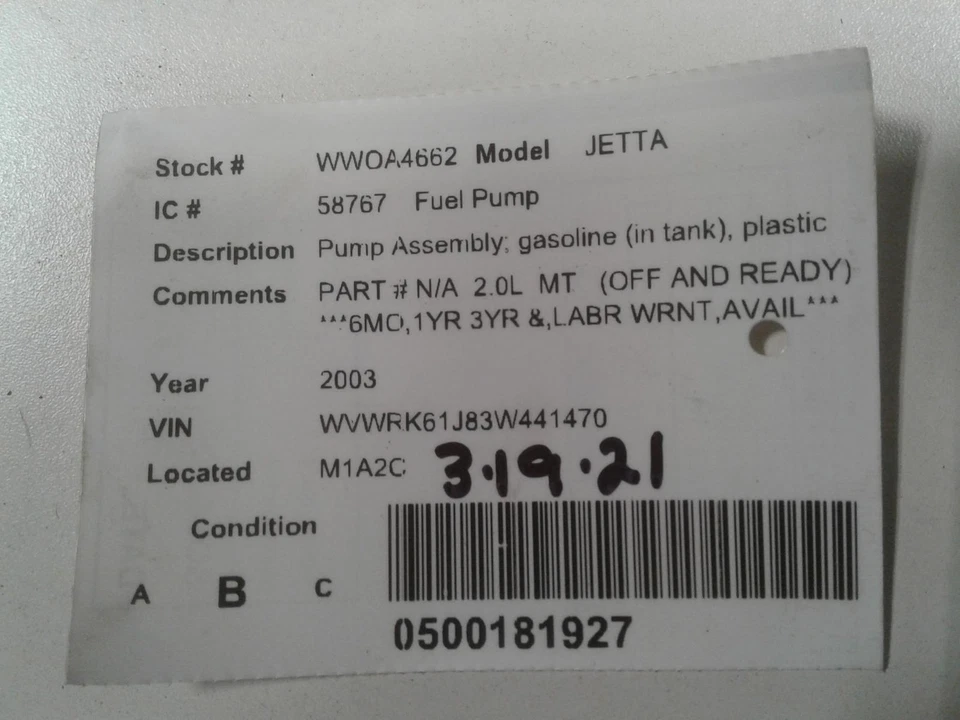 Stock # WWOA4662 Model JETTA
IC # 58767 Fuel Pump
Description Pump Assembly; gasoline (in tank), plastic
Comments PART # N/A 2.0L MT (OFF AND READY)
***6MO,1YR 3YR &,LABR WRNT,AVAIL***
Year 2003
VIN WVWRK61J83W441470
Located M1A2C 3.19.21
Condition
A B C
0500181927